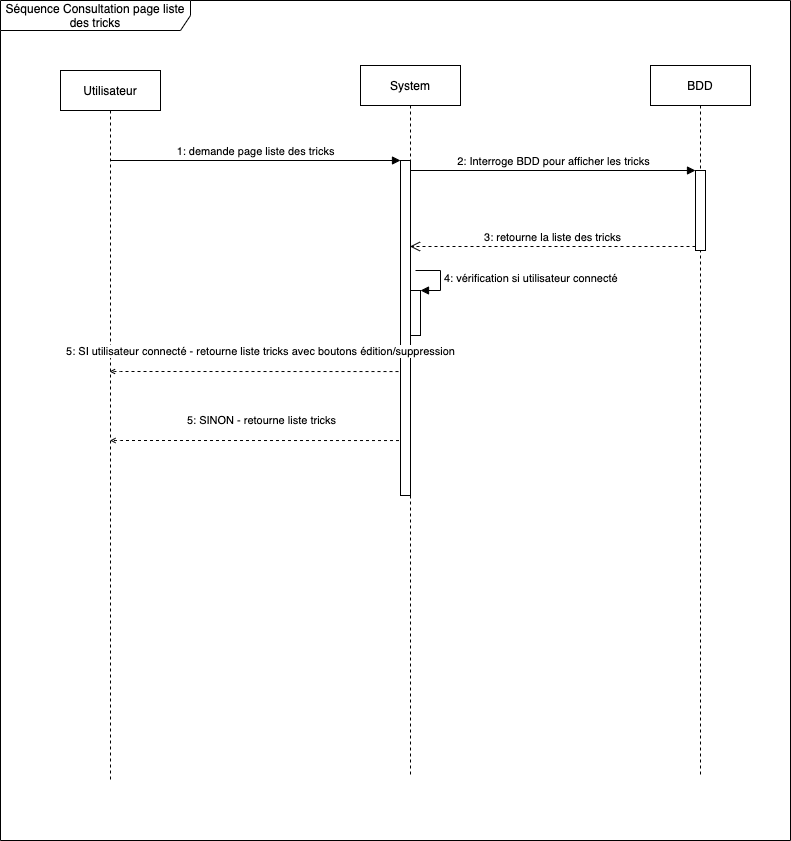 Séquence Consultation page liste
des tricks
Utilisateur
System
BDD
1: demande page liste des tricks
2: Interroge BDD pour afficher les tricks
3: retourne la liste des tricks
4: vérification si utilisateur connecté
5: SI utilisateur connecté - retourne liste tricks avec boutons édition/suppression
5: SINON - retourne liste tricks